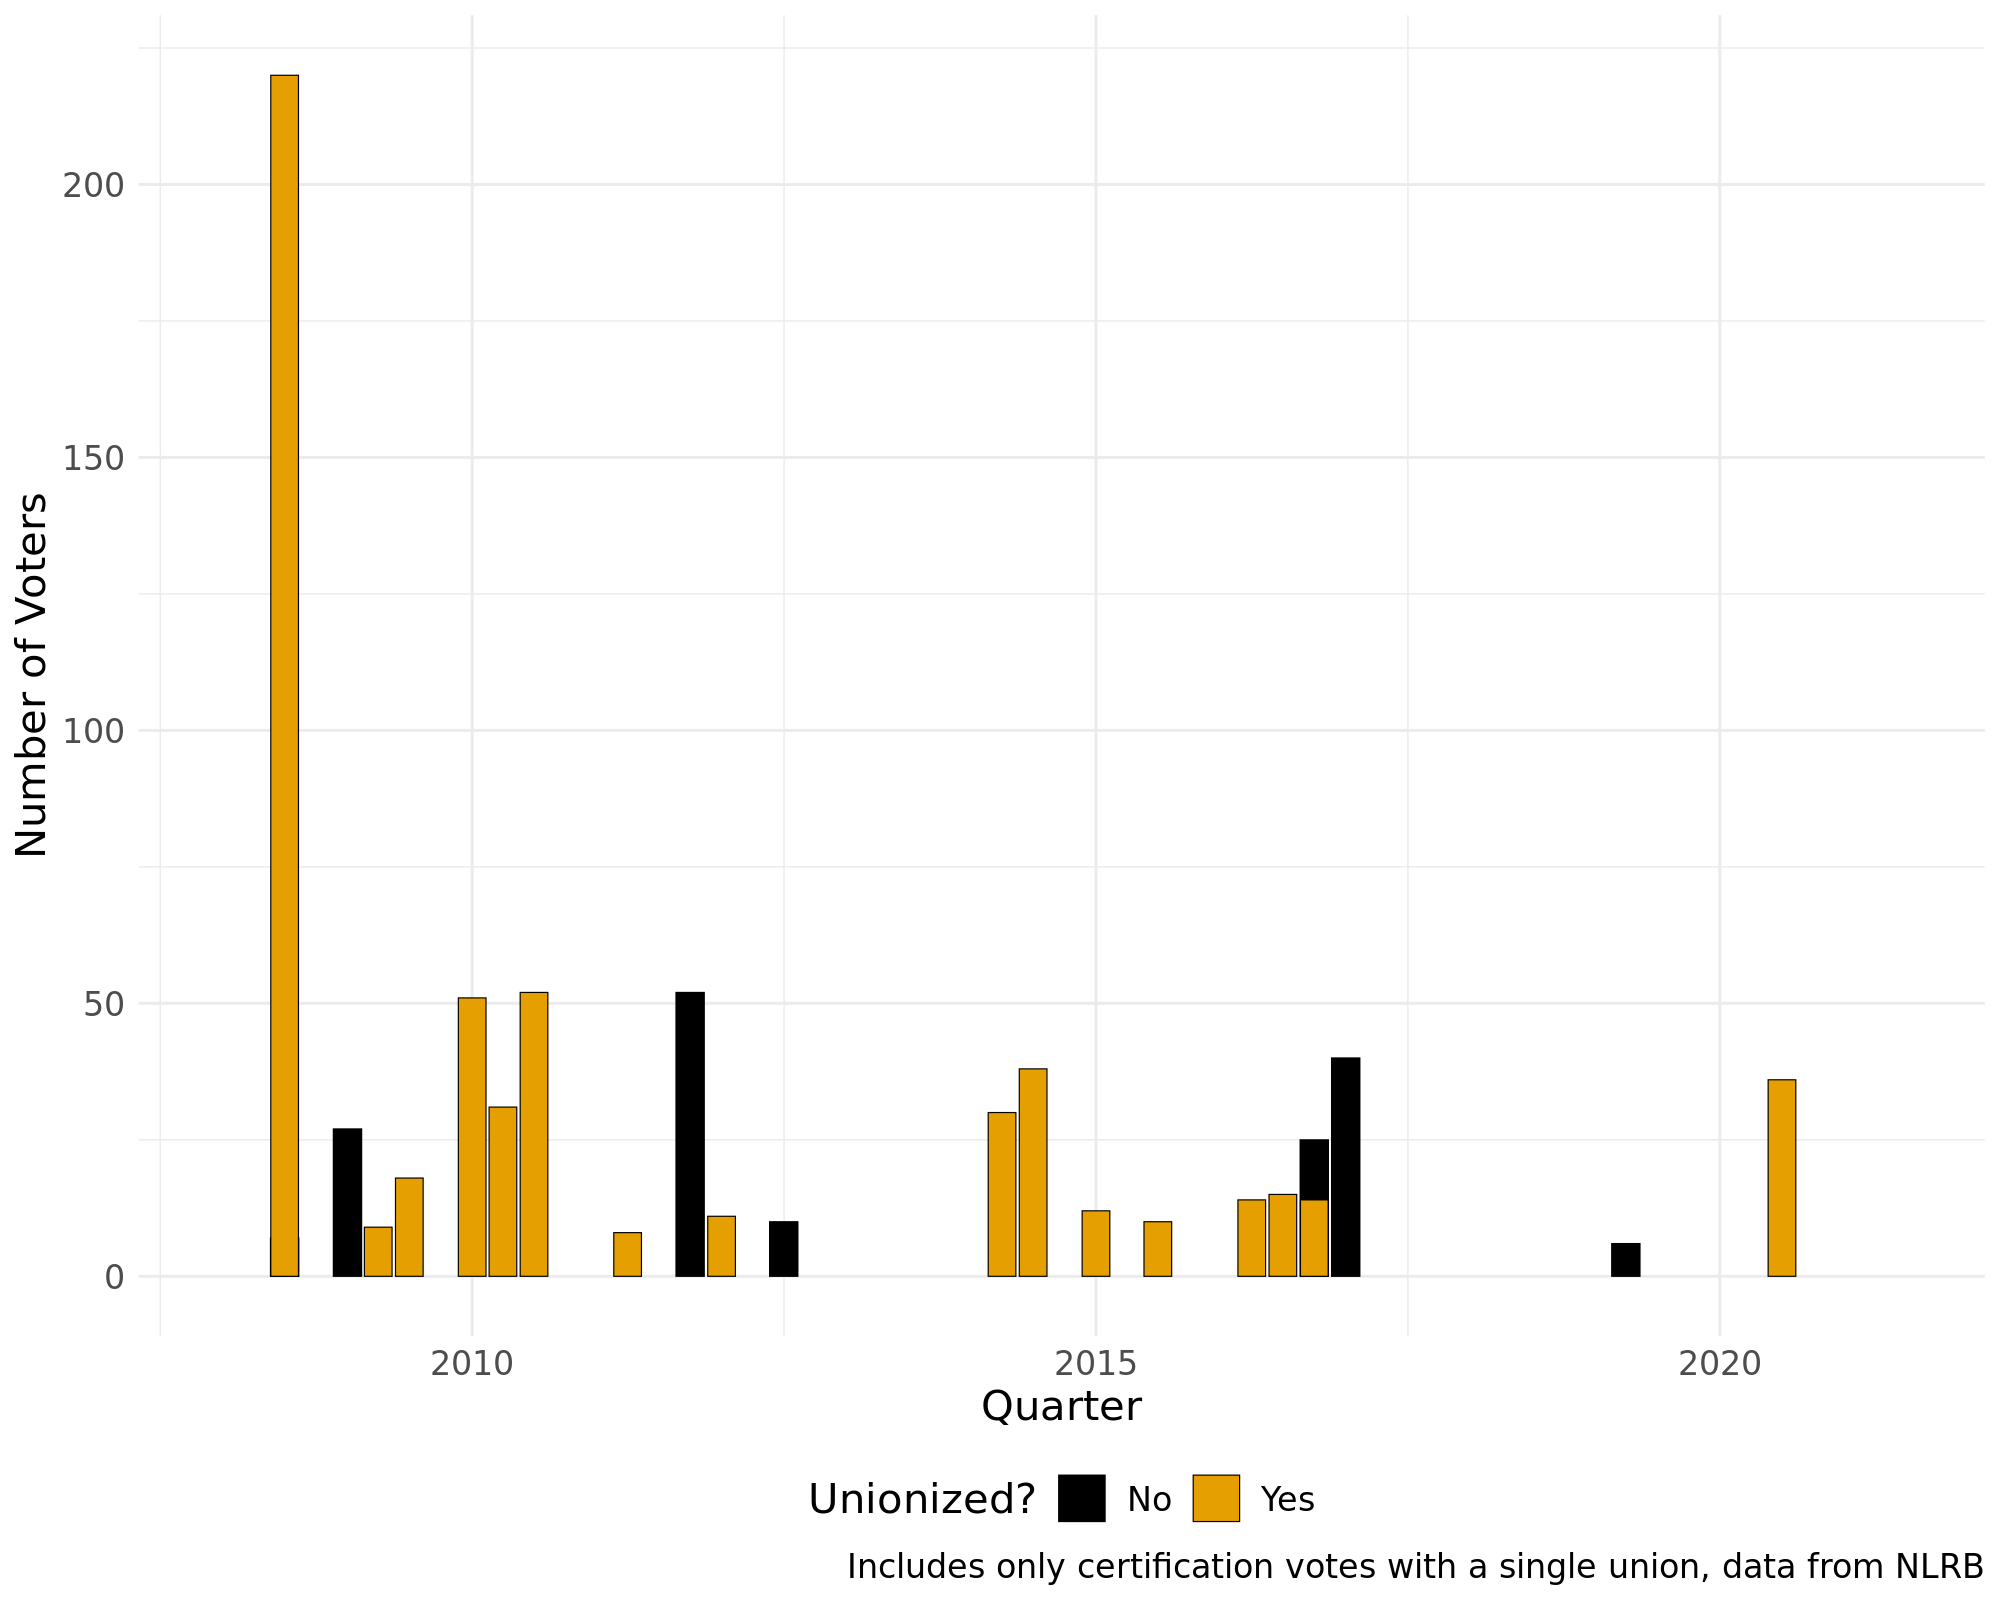 Number of Voters
200
150
100
50
0
2010 2015 2020
Quarter
Unionized? No Yes
Includes only certification votes with a single union, data from NLRB